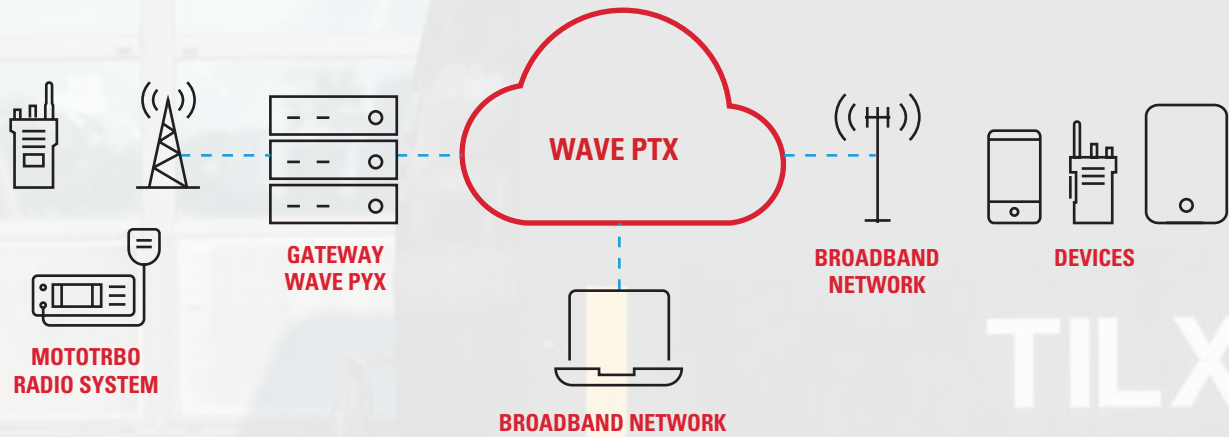 WAVE PTX
GATEWAY
WAVE PYX
BROADBAND
NETWORK
DEVICES
MOTOTRBO
RADIO SYSTEM
BROADBAND NETWORK
TILX